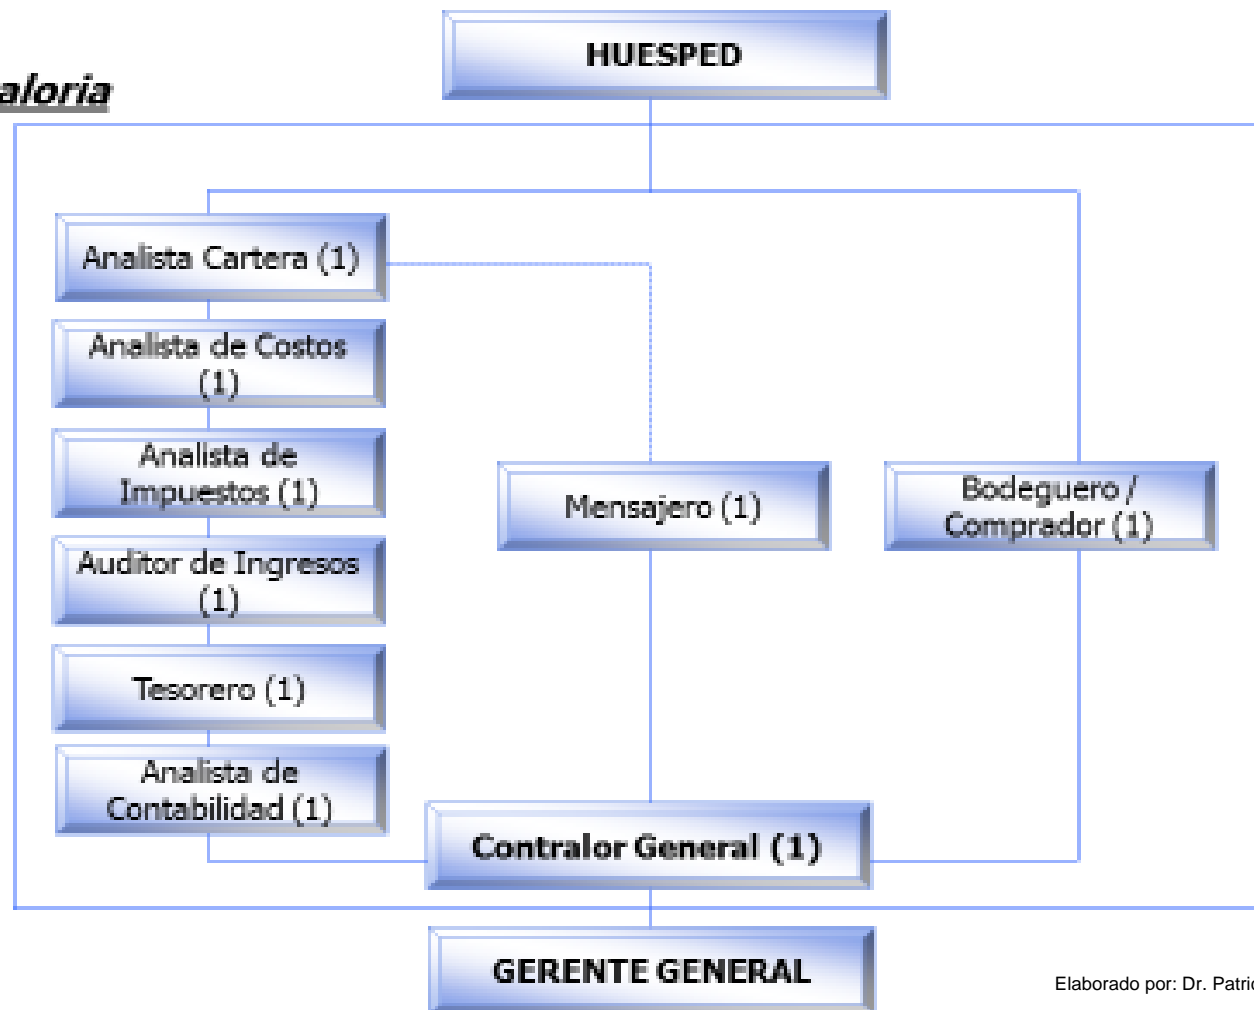 HUESPED
aloria
Analista Cartera (1)
Analista de Costos
(1)
Analista de
Impuestos (1)
Mensajero (1)
Bodeguero /
Comprador (1)
Auditor de Ingresos
(1)
Tesorero (1)
Analista de
Contabilidad (1)
Contralor General (1)
GERENTE GENERAL
Elaborado por: Dr. Patric